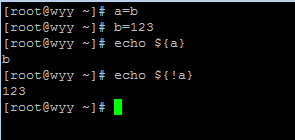 [root@wyy ~]# a=b
[root@wyy ~]# b=123
[root@wyy ~]# echo ${a}
b
[root@wyy ~]# echo ${!a}
123
[root@wyy ~]#